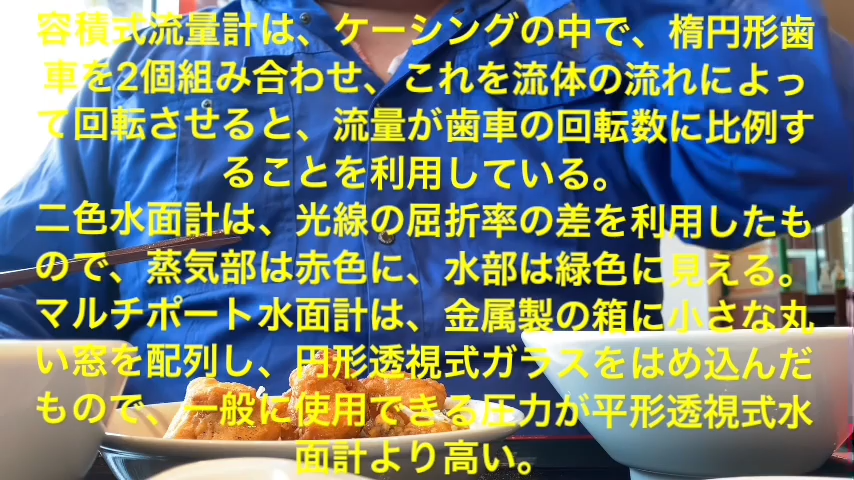 容積式流量計は、ケーシングの中で、楕円形歯
車を2個組み合わせ、これを流体の流れによっ
て回転させると、流量が歯車の回転数に比例す
ることを利用している。
二色水面計は、光線の屈折率の差を利用したも
ので、蒸気部は赤色に、水部は緑色に見える。
マルチポート水面計は、金属製の箱に小さな丸
い窓を配列し、円形透視式ガラスをはめ込んだ
もので、一般に使用できる圧力が平形透視式水
面計より高い。